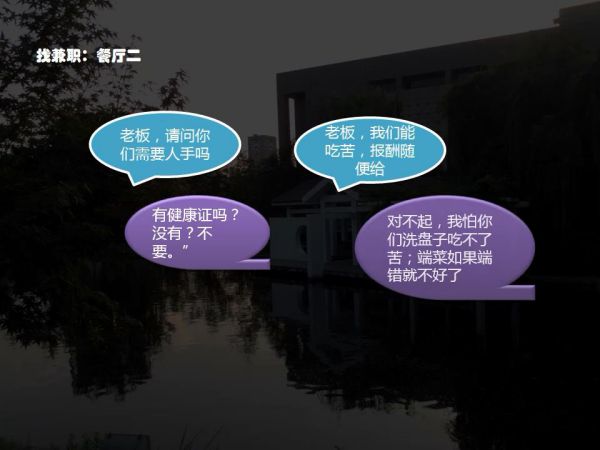 找兼职：餐厅二
老板，请问你
们需要人手吗
有健康证吗？
没有？不
要。”
老板，我们能
吃苦，报酬随
便给
对不起，我怕你
们洗盘子吃不了
苦；端菜如果端
错就不好了